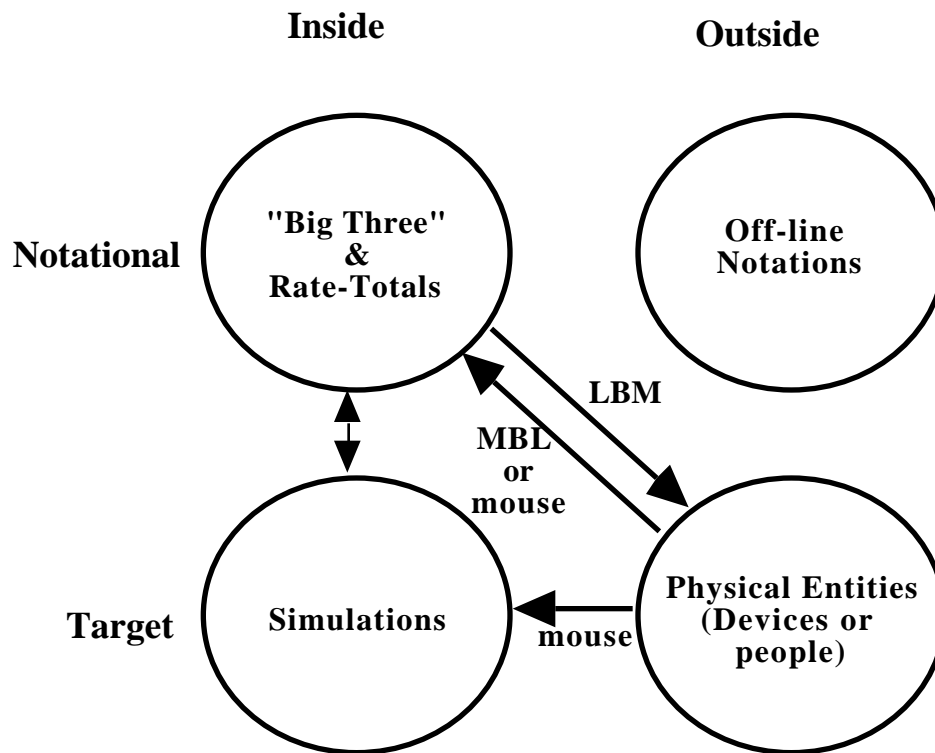 Inside
Outside
Notational
"Big Three"
&
Rate-Totals
Off-line
Notations
LBM
MBL
or
mouse
Target
Simulations
mouse
Physical Entities
(Devices or
people)